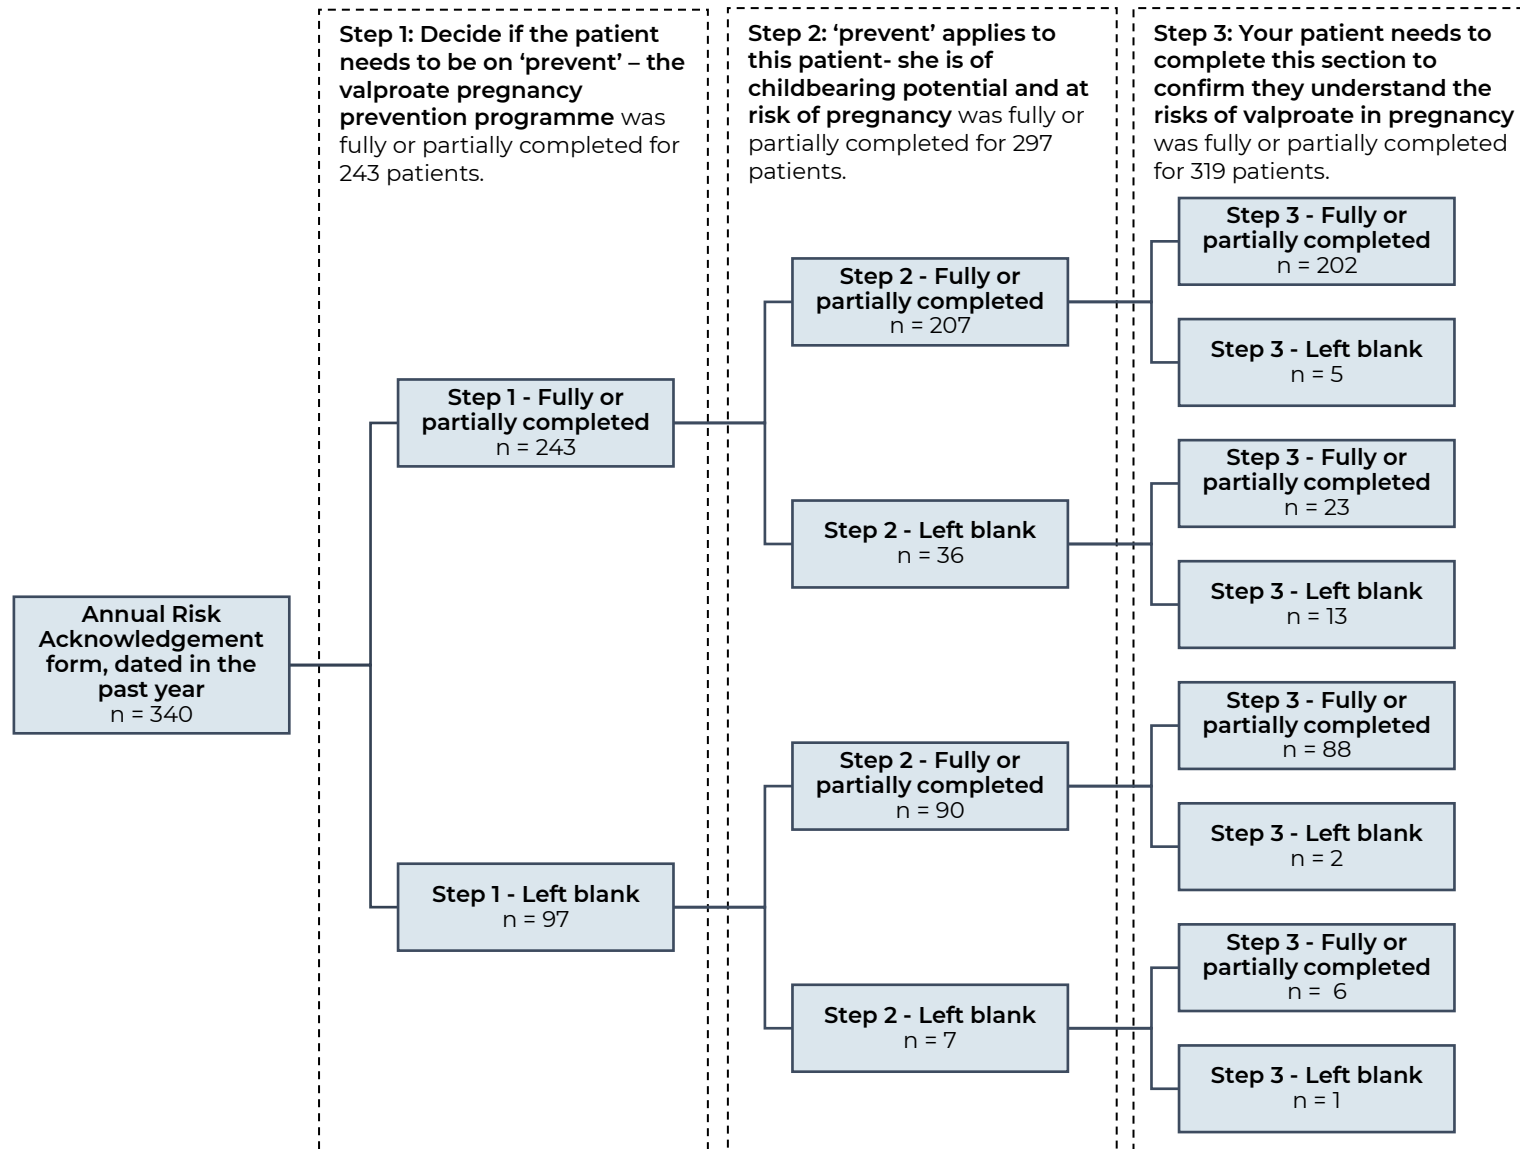 Step 1: Decide if the patient
needs to be on ‘prevent’ – the
valproate pregnancy
prevention programme was
fully or partially completed for
243 patients.
Step 2: ‘prevent’ applies to
this patient- she is of
childbearing potential and at
risk of pregnancy was fully or
partially completed for 297
patients.
Step 3: Your patient needs to
complete this section to
confirm they understand the
risks of valproate in pregnancy
was fully or partially completed
for 319 patients.
Annual Risk
Acknowledgement
form, dated in the
past year
n = 340
Step 1 - Fully or
partially completed
n = 243
Step 1 - Left blank
n = 97
Step 2 - Fully or
partially completed
n = 207
Step 2 - Left blank
n = 36
Step 2 - Fully or
partially completed
n = 90
Step 2 - Left blank
n = 7
Step 3 - Fully or
partially completed
n = 202
Step 3 - Left blank
n = 5
Step 3 - Fully or
partially completed
n = 23
Step 3 - Left blank
n = 13
Step 3 - Fully or
partially completed
n = 88
Step 3 - Left blank
n = 2
Step 3 - Fully or
partially completed
n =  6
Step 3 - Left blank
n = 1